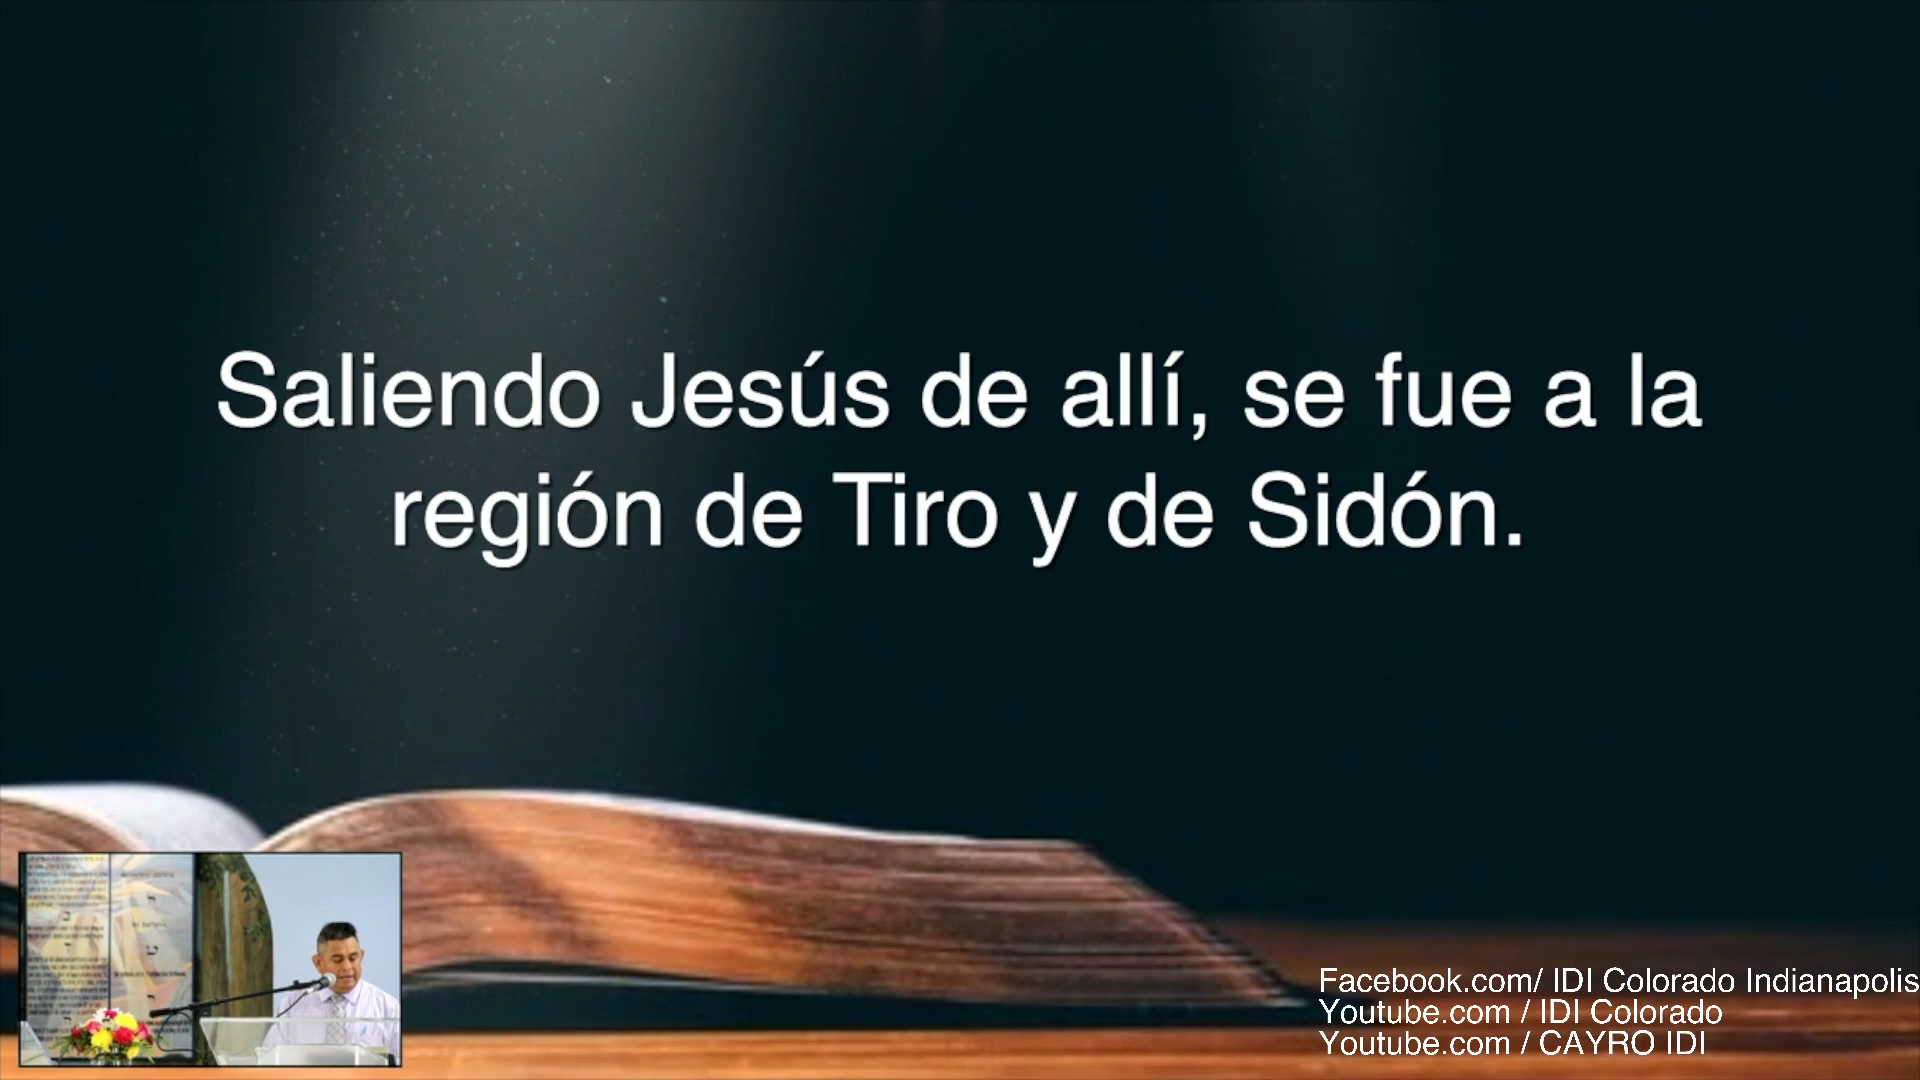 Saliendo Jesús de allí, se fue a la
región de Tiro y de Sidón.
Facebook.com/ IDI Colorado Indianapolis
Youtube.com / IDI Colorado
Youtube.com / CAYRO IDI